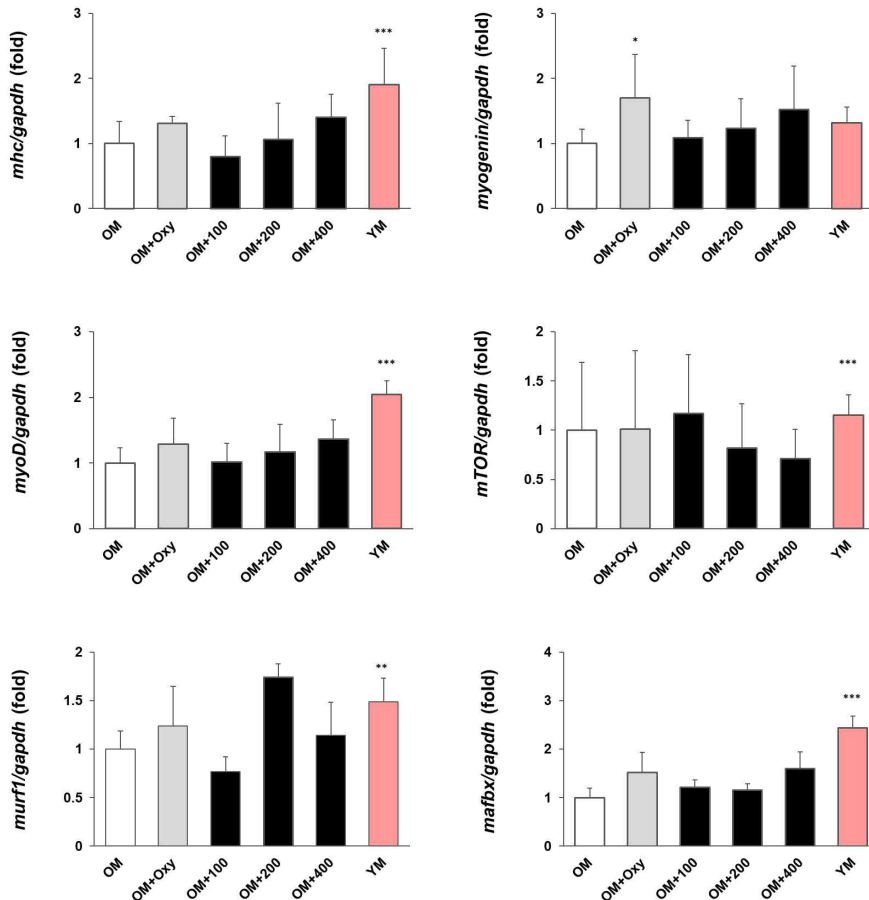 mhc/gapdh (fold)
3
2
1
0
***
OM
OM+Oxy
OM+100
OM+200
OM+400
YM
myogenin/gapdh (fold)
3
2
1
0
*
OM
OM+Oxy
OM+100
OM+200
OM+400
YM
myoD/gapdh (fold)
3
2
1
0
***
OM
OM+Oxy
OM+100
OM+200
OM+400
YM
mTOR/gapdh (fold)
2
1.5
1
0.5
0
***
OM
OM+Oxy
OM+100
OM+200
OM+400
YM
murf1/gapdh (fold)
2
1.5
1
0.5
0
**
OM
OM+Oxy
OM+100
OM+200
OM+400
YM
mafbx/gapdh (fold)
4
3
2
1
0
***
OM
OM+Oxy
OM+100
OM+200
OM+400
YM